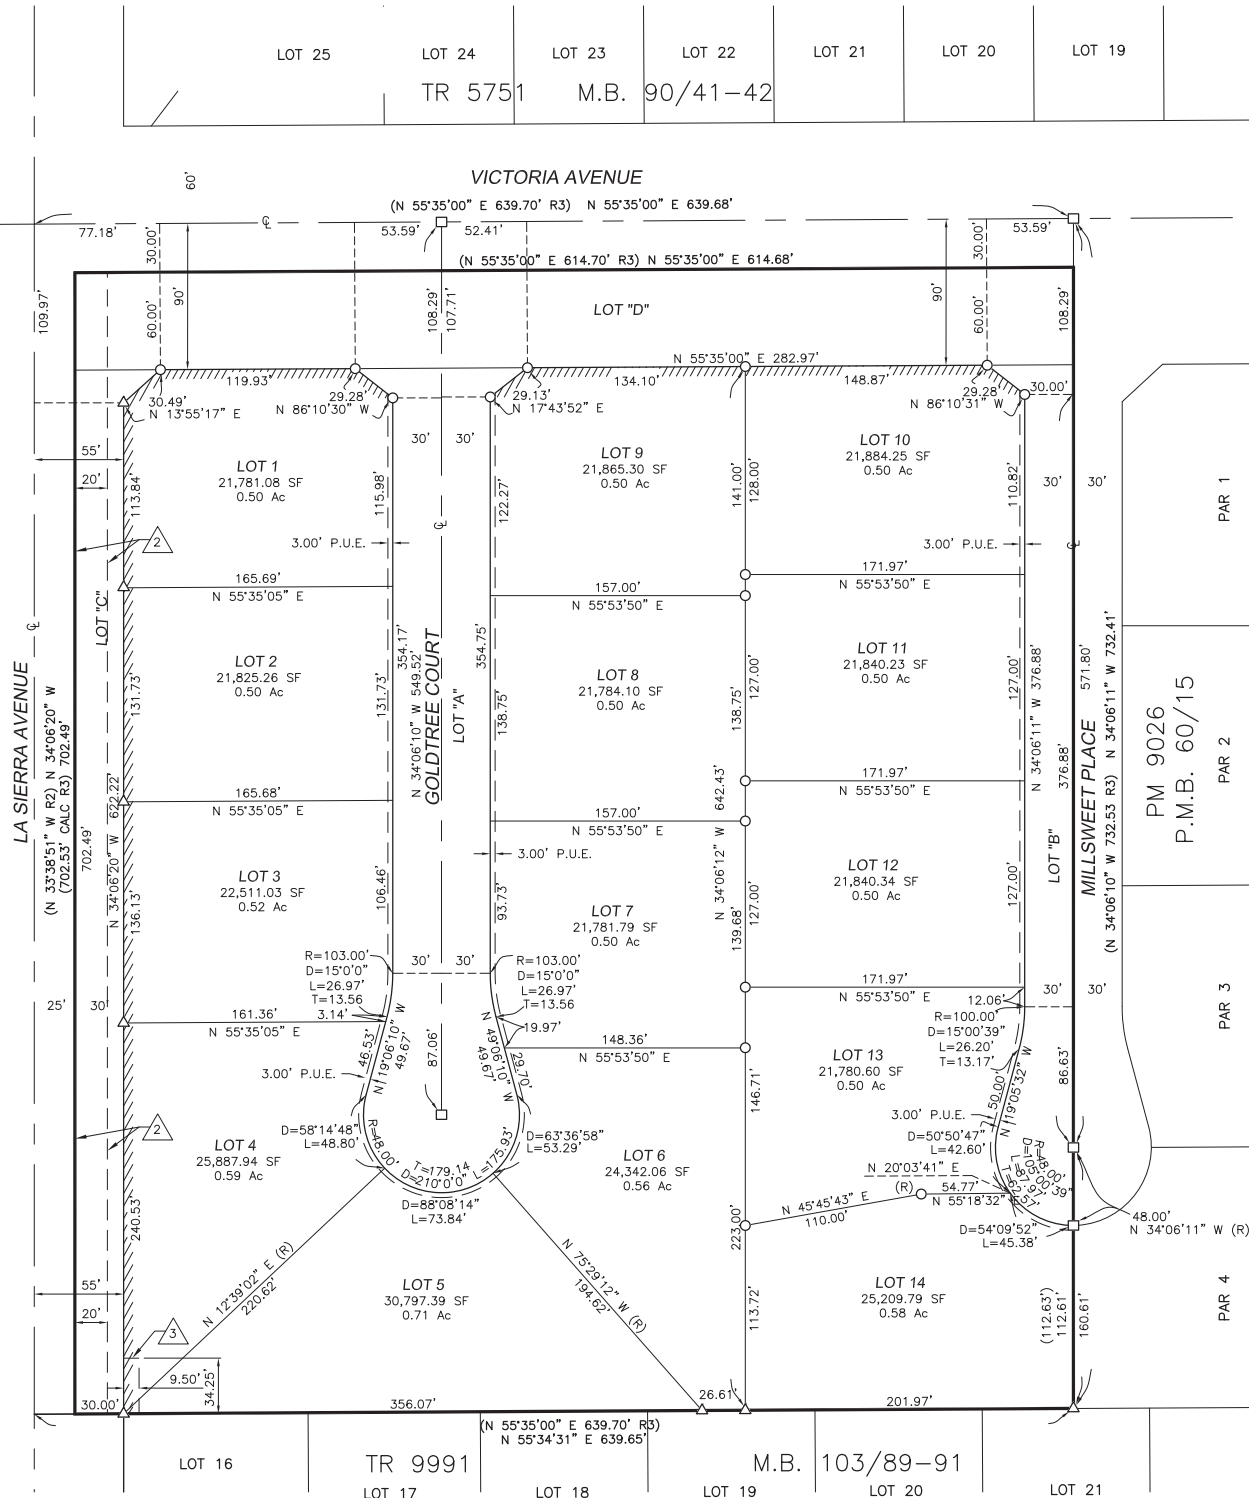 LOT 25
LOT 24
LOT 23
LOT 22
LOT 21
LOT 20
LOT 19
TR 5751 M.B. 90/41-42
60'
VICTORIA AVENUE
(N 55°35'00" E 639.70' R3) N 55°35'00" E 639.68'
77.18'
30.00'
53.59'
52.41'
30.00'
53.59'
(N 55°35'00" E 614.70' R3) N 55°35'00" E 614.68'
109.97'
60.00'
90'
108.29'
107.71'
LOT "D"
90'
60.00'
108.29'
N 55°35'00" E 282.97'
119.93'
134.10'
148.87'
30.49'
N 13°55'17" E
29.28'
N 86°10'30" W
29.13'
N 17°43'52" E
29.28'
N 86°10'31" W
30.00'
55'
20'
113.84'
LOT 1
21,781.08 SF
0.50 Ac
115.98'
30'
30'
122.27'
LOT 9
21,865.30 SF
0.50 Ac
141.00'
128.00'
LOT 10
21,884.25 SF
0.50 Ac
110.82'
30'
30'
PAR 1
2
3.00' P.U.E.
3.00' P.U.E.
165.69'
N 55°35'05" E
157.00'
N 55°53'50" E
171.97'
N 55°53'50" E
LOT "C"
LA SIERRA AVENUE
(N 33°38'51" W R2) N 34°06'20" W
(702.53' CALC R3) 702.49'
702.49'
N 34°06'20" W 622.22'
131.73'
LOT 2
21,825.26 SF
0.50 Ac
131.73'
354.17'
N 34°06'10" W 549.52'
GOLDTREE COURT
LOT "A"
354.75'
138.75'
LOT 8
21,784.10 SF
0.50 Ac
138.75'
127.00'
LOT 11
21,840.23 SF
0.50 Ac
127.00'
N 34°06'11" W 376.88'
376.88'
571.80'
MILLSWEET PLACE
(N 34°06'10" W 732.53 R3) N 34°06'11" W 732.41'
PM 9026
P.M.B. 60/15
PAR 2
165.68'
N 55°35'05" E
157.00'
N 55°53'50" E
171.97'
N 55°53'50" E
3.00' P.U.E.
136.13'
LOT 3
22,511.03 SF
0.52 Ac
106.46'
93.73'
LOT 7
21,781.79 SF
0.50 Ac
N 34°06'12" W 642.43'
139.68'
127.00'
LOT 12
21,840.34 SF
0.50 Ac
127.00'
LOT "B"
R=103.00'
D=15°0'0"
L=26.97'
T=13.56
3.14'
30'
30'
R=103.00'
D=15°0'0"
L=26.97'
T=13.56
19.97'
171.97'
N 55°53'50" E
12.06'
R=100.00'
D=15°00'39"
L=26.20'
T=13.17'
30'
30'
PAR 3
25'
30'
161.36'
N 55°35'05" E
46.53'
N 19°06'10" W
49.67'
87.06'
N 49°06'10" W
49.67'
29.70'
148.36'
N 55°53'50" E
LOT 13
21,780.60 SF
0.50 Ac
146.71'
86.63'
3.00' P.U.E.
3.00' P.U.E.
50.00'
N 19°05'32" W
2
LOT 4
25,887.94 SF
0.59 Ac
D=58°14'48"
L=48.80'
R=48.00'
T=179.14
D=210°0'0"
L=175.93'
D=63°36'58"
L=53.29'
LOT 6
24,342.06 SF
0.56 Ac
D=50°50'47"
L=42.60'
R=48.00'
D=105°00'39"
L=87.97'
T=62.57'
N 20°03'41" E
(R)
54.77'
N 55°18'32" E
D=88°08'14"
L=73.84'
N 45°45'43" E
110.00'
D=54°09'52"
L=45.38'
48.00'
N 34°06'11" W (R)
240.53'
223.00'
55'
20'
N 12°39'02" E (R)
220.62'
LOT 5
30,797.39 SF
0.71 Ac
N 75°29'12" W (R)
194.62'
113.72'
LOT 14
25,209.79 SF
0.58 Ac
(112.63')
112.61'
160.61'
PAR 4
3
9.50'
34.25'
30.00'
356.07'
26.61'
201.97'
(N 55°35'00" E 639.70' R3)
N 55°34'31" E 639.65'
LOT 16
TR 9991
M.B. 103/89-91
LOT 17
LOT 18
LOT 19
LOT 20
LOT 21